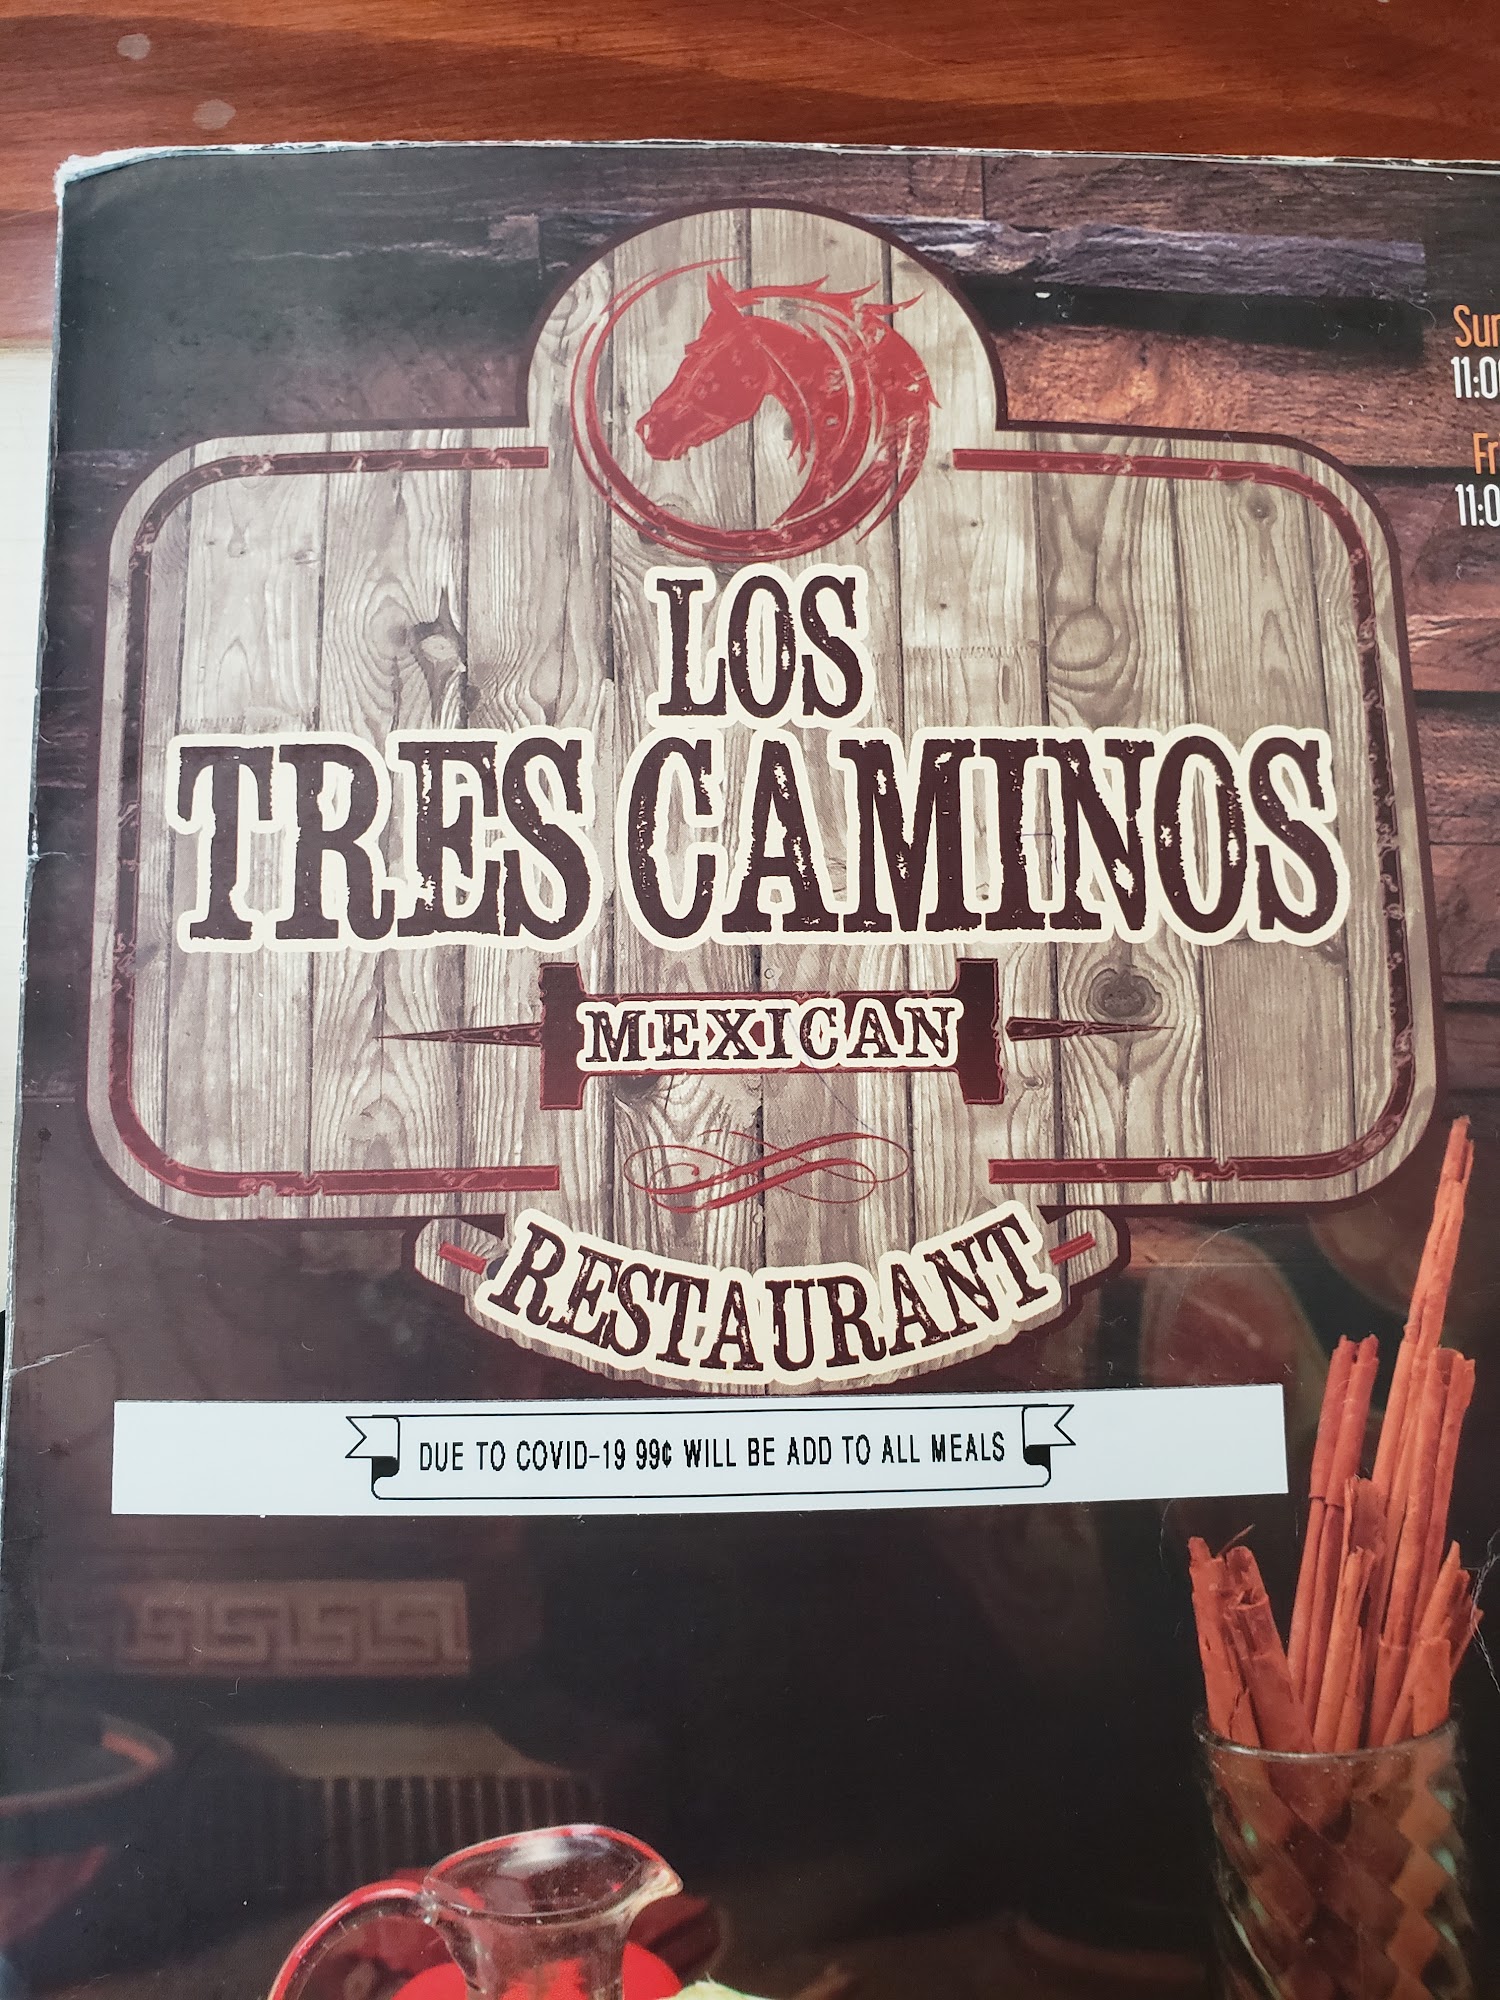 LOS
TRES CAMINOS
MEXICAN
RESTAURANT
DUE TO COVID-19 99¢ WILL BE ADD TO ALL MEALS